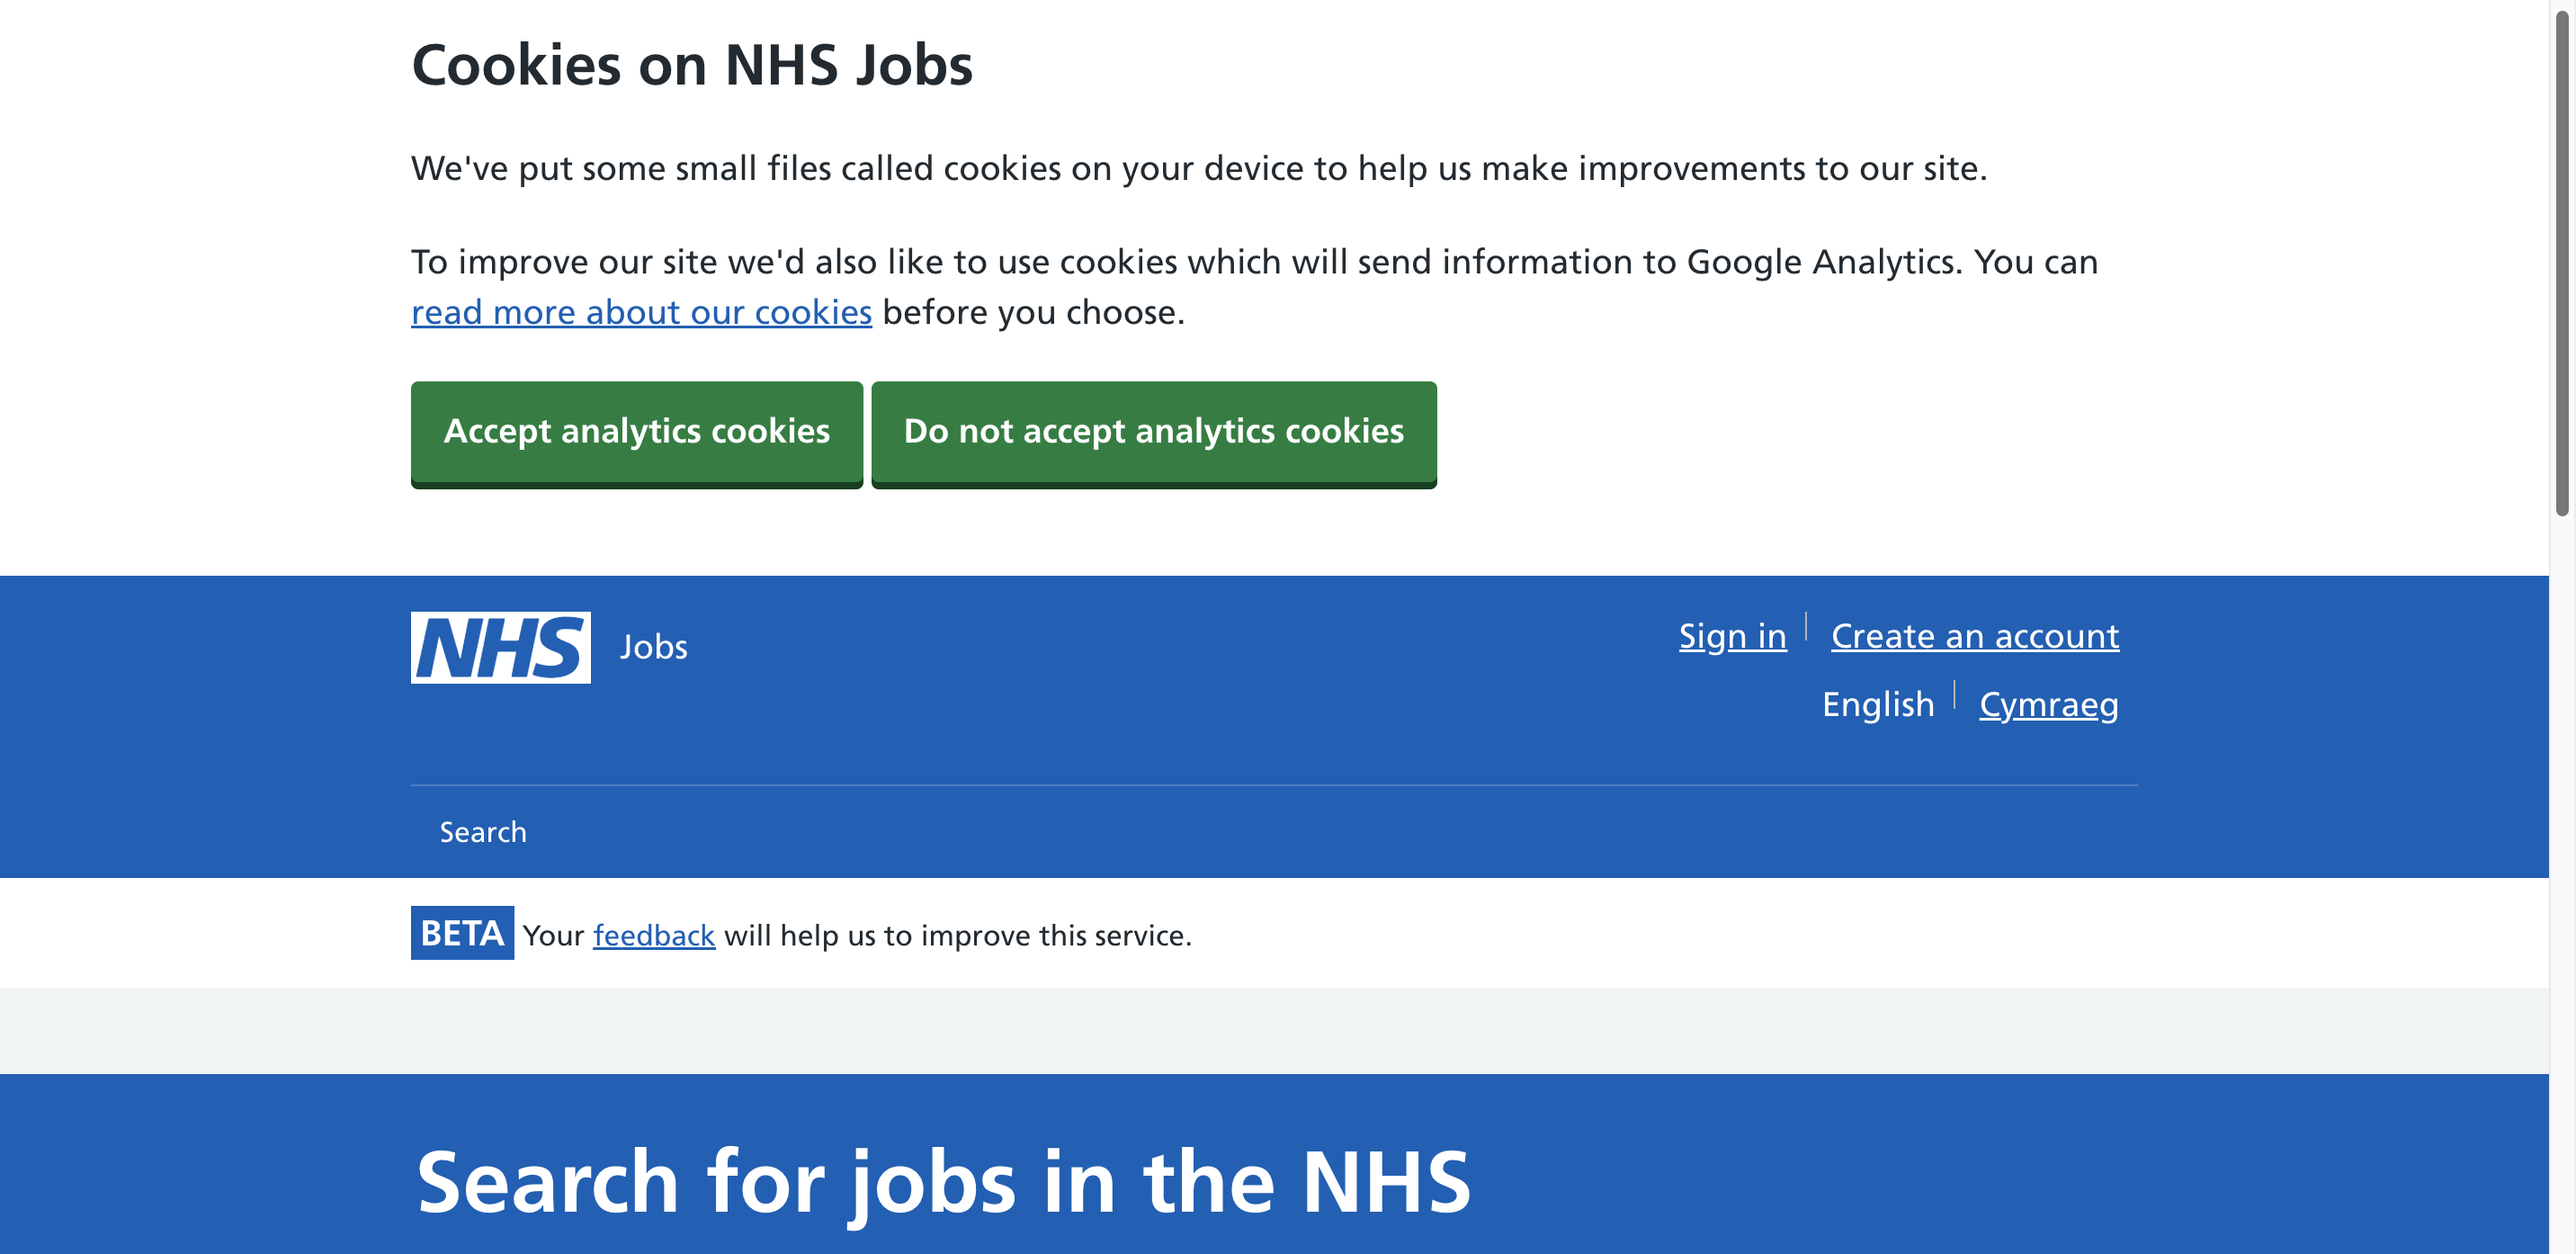 Cookies on NHS Jobs
We've put some small files called cookies on your device to help us make improvements to our site.
To improve our site we'd also like to use cookies which will send information to Google Analytics. You can
read more about our cookies before you choose.
Accept analytics cookies Do not accept analytics cookies
NHS Jobs
Sign in Create an account
English Cymraeg
Search
BETA Your feedback will help us to improve this service.
Search for jobs in the NHS